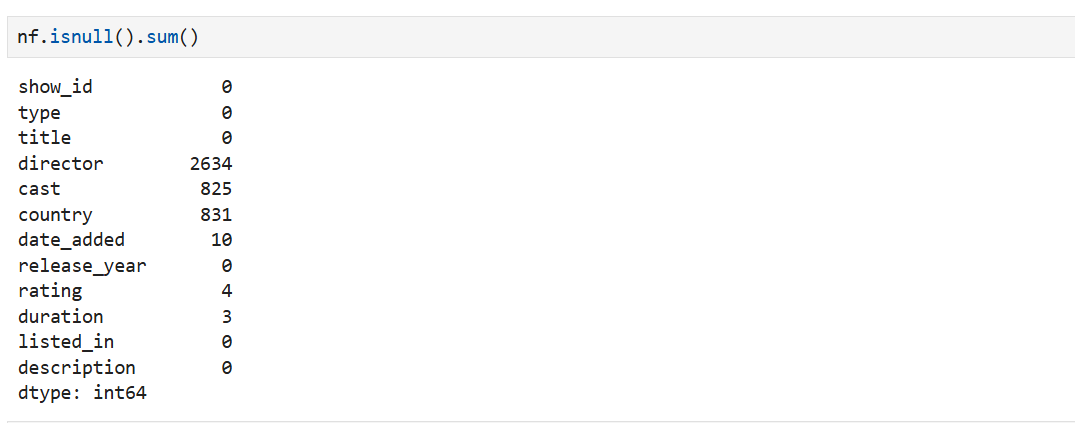 nf.isnull().sum()
show_id 0
type 0
title 0
director 2634
cast 825
country 831
date_added 10
release_year 0
rating 4
duration 3
listed_in 0
description 0
dtype: int64